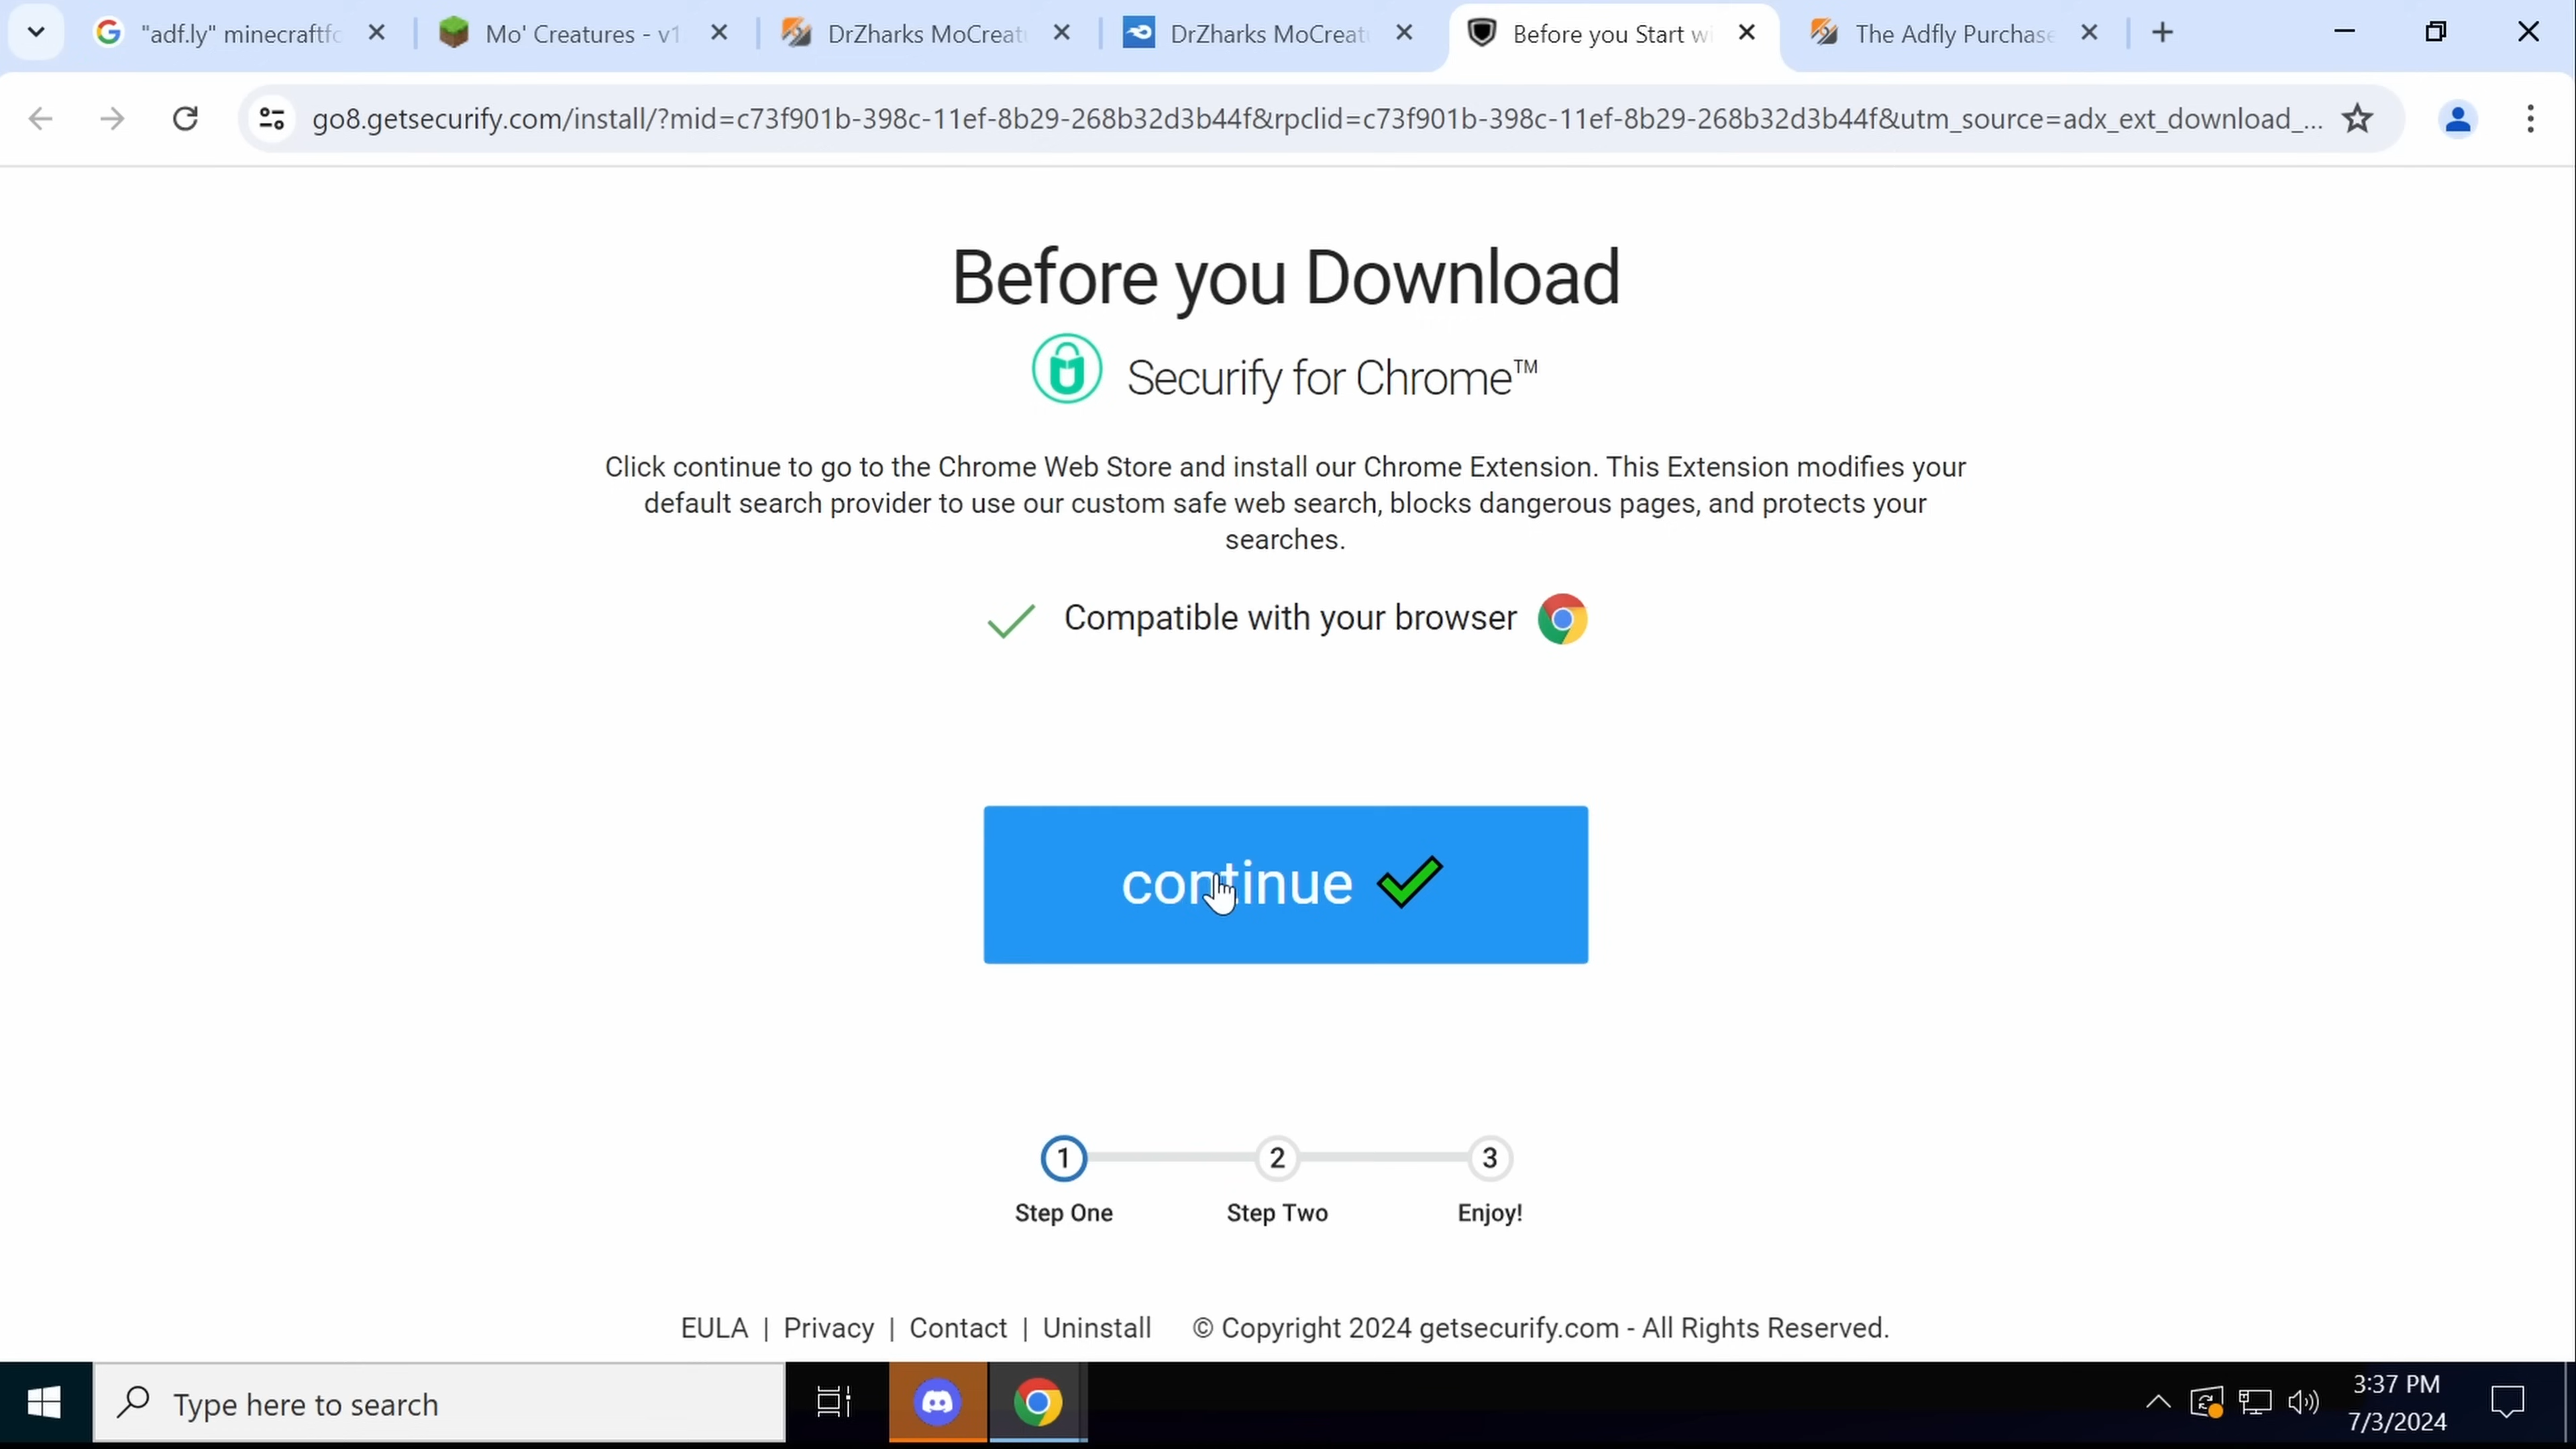 "adf.ly" minecraftfc
Mo' Creatures - v1
DrZharks MoCreat
DrZharks MoCreat
Before you Start w
The Adfly Purchase
go8.getsecurify.com/install/?mid=c73f901b-398c-11ef-8b29-268b32d3b44f&rpclid=c73f901b-398c-11ef-8b29-268b32d3b44f&utm_source=adx_ext_download_...
Before you Download
Securify for Chrome™
Click continue to go to the Chrome Web Store and install our Chrome Extension. This Extension modifies your
default search provider to use our custom safe web search, blocks dangerous pages, and protects your
searches.
Compatible with your browser
continue
1 2 3
Step One Step Two Enjoy!
EULA | Privacy | Contact | Uninstall © Copyright 2024 getsecurify.com - All Rights Reserved.
Type here to search
3:37 PM
7/3/2024